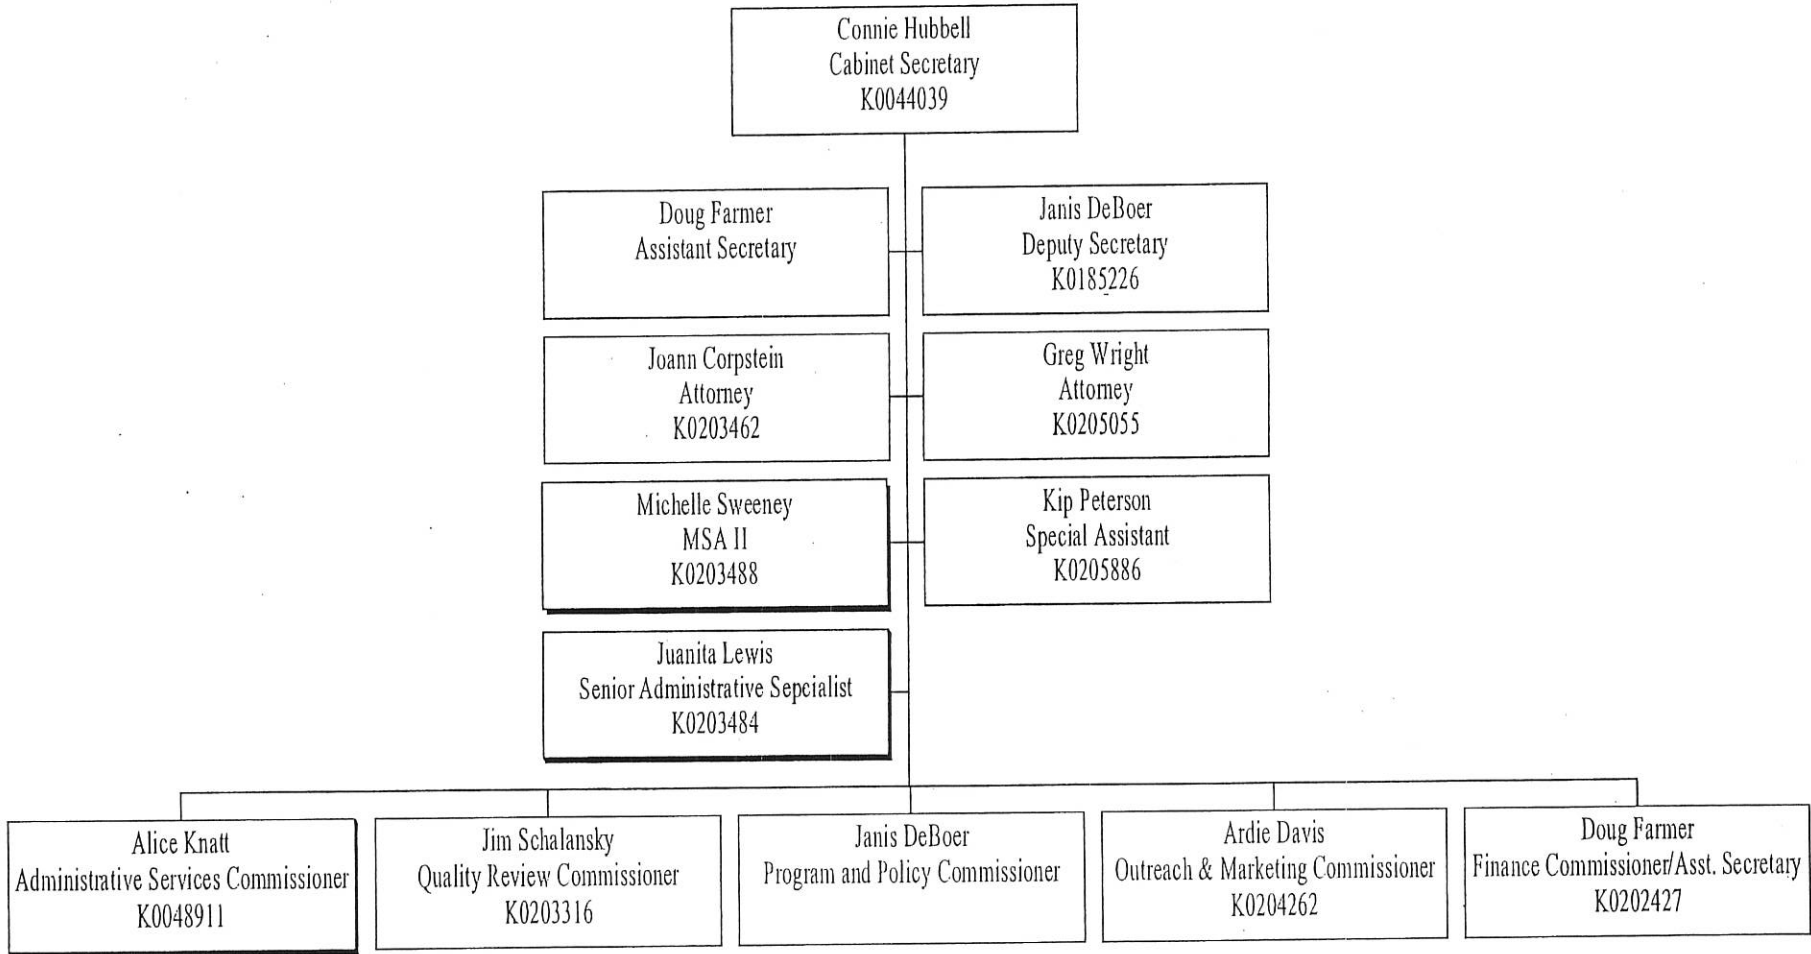 Connie Hubbell
Cabinet Secretary
K0044039
Doug Farmer
Assistant Secretary
Janis DeBoer
Deputy Secretary
K0185226
Joann Corpstein
Attorney
K0203462
Greg Wright
Attorney
K0205055
Michelle Sweeney
MSA II
K0203488
Kip Peterson
Special Assistant
K0205886
Juanita Lewis
Senior Administrative Sepcialist
K0203484
Alice Knatt
Administrative Services Commissioner
K0048911
Jim Schalansky
Quality Review Commissioner
K0203316
Janis DeBoer
Program and Policy Commissioner
Ardie Davis
Outreach & Marketing Commissioner
K0204262
Doug Farmer
Finance Commissioner/Asst. Secretary
K0202427